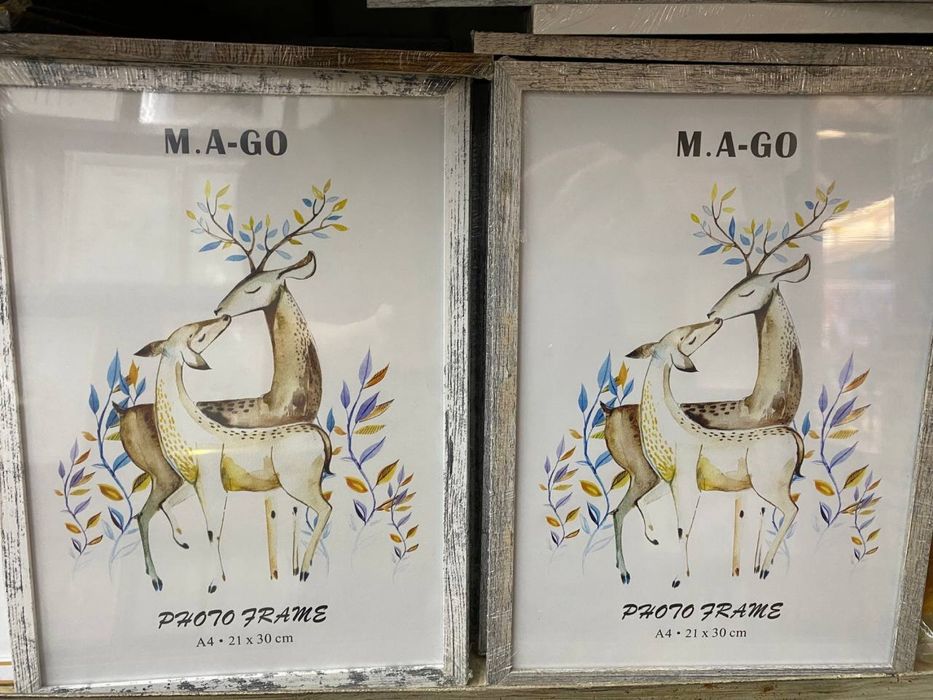 M.A-GO
PHOTO FRAME
A4 • 21 x 30 cm
M.A-GO
PHOTO FRAME
A4 • 21 x 30 cm